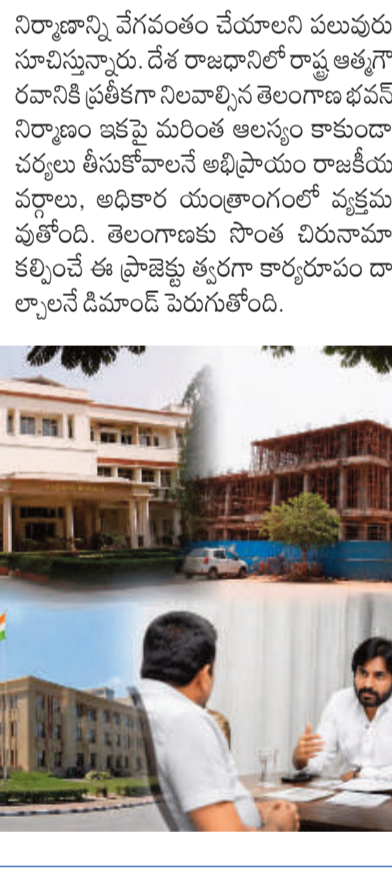 నిర్మాణాన్ని వేగవంతం చేయాలని పలువురు
సూచిస్తున్నారు. దేశ రాజధానిలో రాష్ట్ర ఆత్మగౌ
రవానికి ప్రతీకగా నిలవాల్సిన తెలంగాణ భవన్
నిర్మాణం ఇకపై మరింత ఆలస్యం కాకుండా
చర్యలు తీసుకోవాలనే అభిప్రాయం రాజకీయ
వర్గాలు, అధికార యంత్రాంగంలో వ్యక్తమ
వుతోంది. తెలంగాణకు సొంత చిరునామా
కల్పించే ఈ ప్రాజెక్టు త్వరగా కార్యరూపం దా
ల్చాలనే డిమాండ్ పెరుగుతోంది.